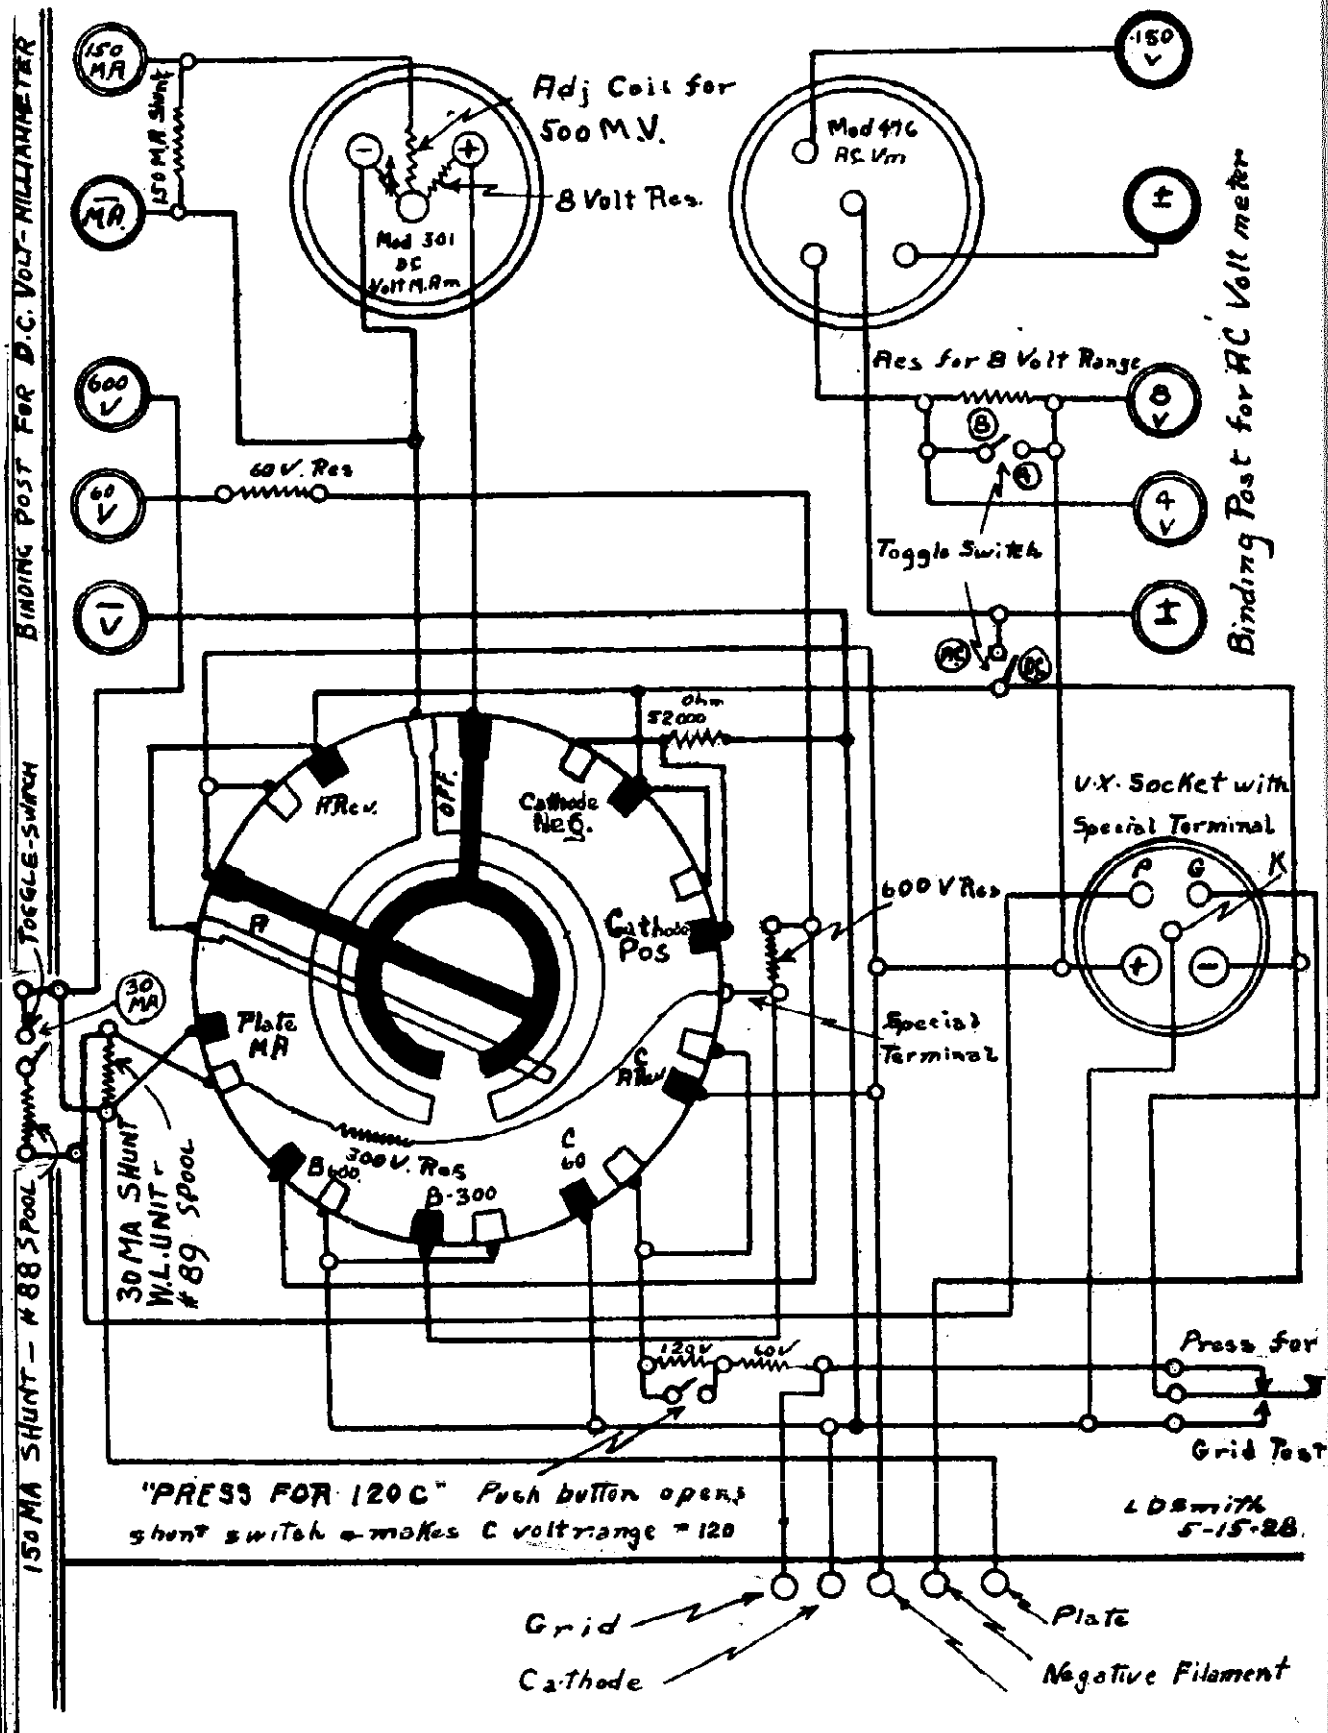 BINDING POST FOR D.C. VOLT-MILLIAMMETER
TOGGLE-SWITCH
150 MA SHUNT - #88 SPOOL
150
MA
150 MA Shunt
MA
600
V
60
V
60 V. Res
V
Adj Coil for
500 M.V.
8 Volt Res.
- +
Mod 301
DC
Volt M.Am
150
V
Mod 476
AC Vm
±
Res for 8 Volt Range
8
V
B
A
4
V
Toggle Switch
±
AC DC
Binding Post for AC Volt meter
Ohm
52000
OFF.
A Rev.
Cathode
NeG.
Cathode
Pos
A
Plate
MA
C
A Rev
B 600.
300 V. Res
B-300
C
60
600 V Res
Special
Terminal
U.X. Socket with
Special Terminal
P G K
+ -
30
MA
30 MA SHUNT
W.L. UNIT-
#89 SPOOL
120V 60V
Press for
Grid Test
"PRESS FOR 120 C" Push button opens
shunt switch & makes C volt range = 120
L D Smith
5-15-28.
Grid
Cathode
Plate
Negative Filament